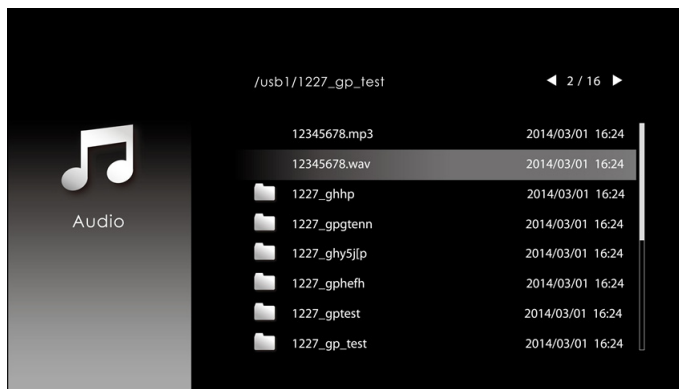 /usb1/1227_gp_test ◀ 2 / 16 ▶
12345678.mp3 2014/03/01 16:24
12345678.wav 2014/03/01 16:24
1227_ghhp 2014/03/01 16:24
Audio
1227_gpgtenn 2014/03/01 16:24
1227_ghy5j[p 2014/03/01 16:24
1227_gphefh 2014/03/01 16:24
1227_gptest 2014/03/01 16:24
1227_gp_test 2014/03/01 16:24